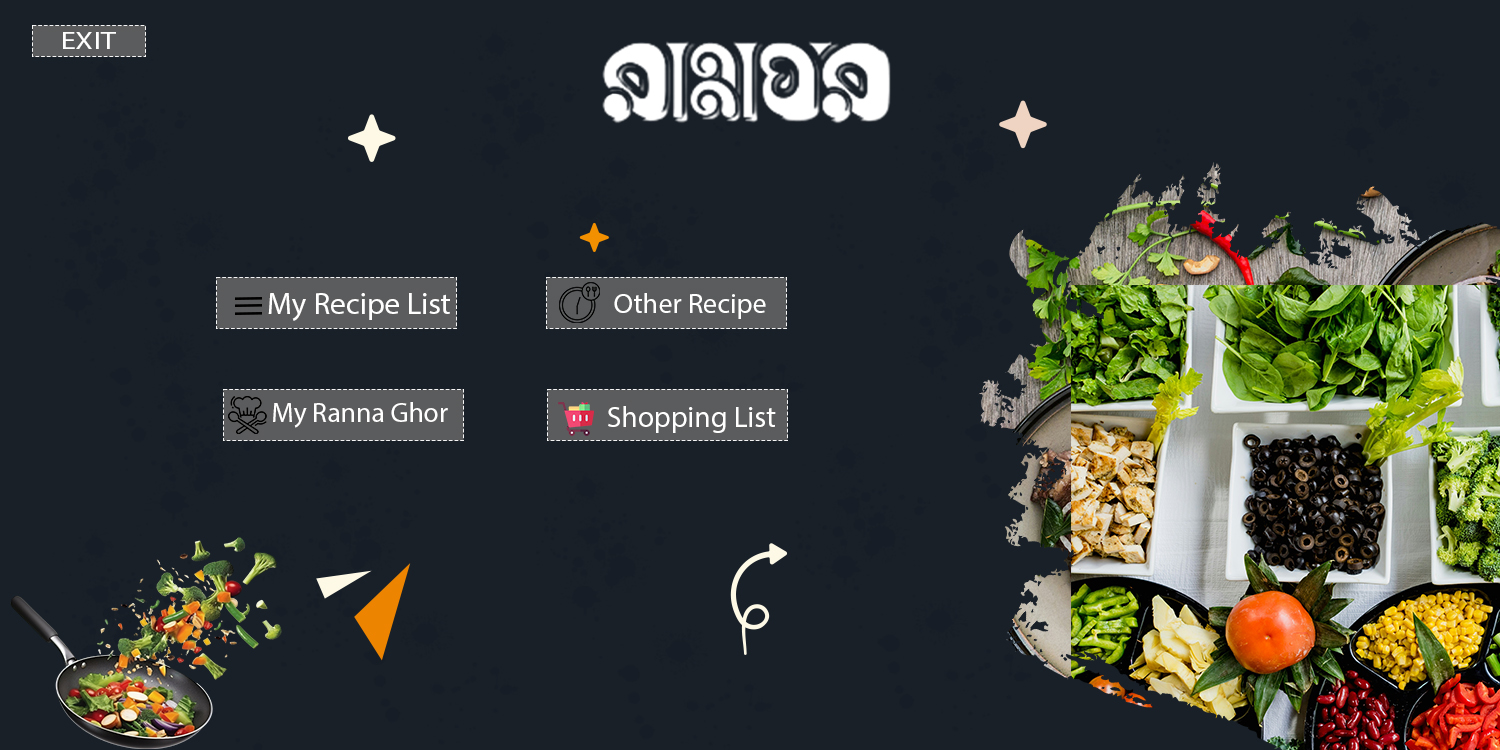 EXIT
রান্নাঘর
My Recipe List
Other Recipe
My Ranna Ghor
Shopping List